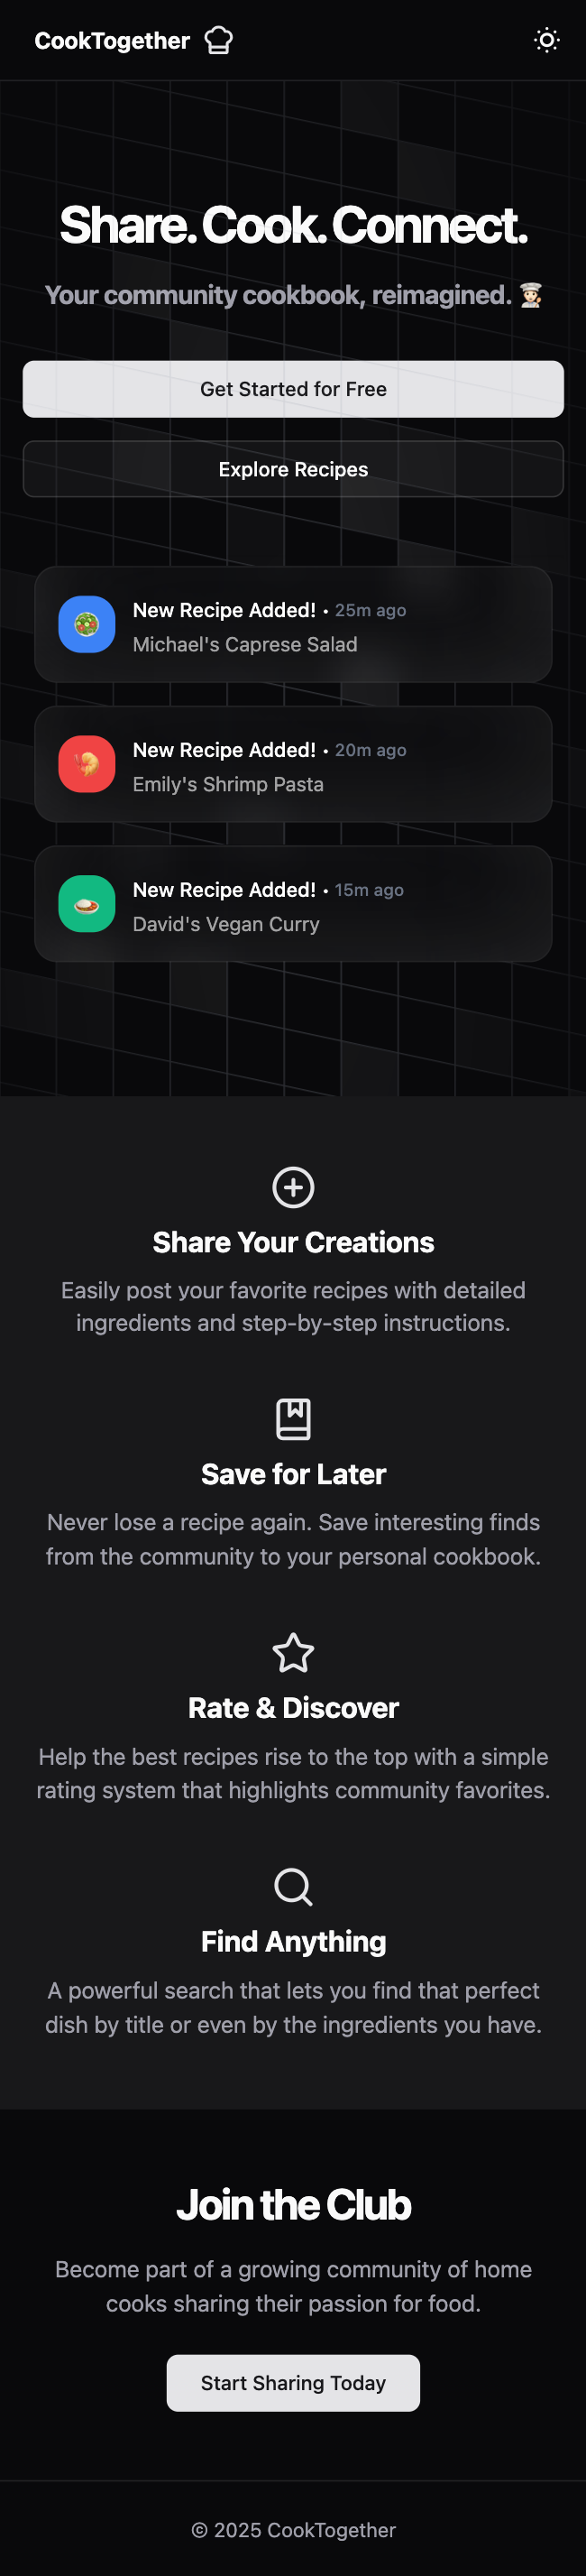 CookTogether
Share. Cook. Connect.
Your community cookbook, reimagined. 🧑🏻‍🍳
Get Started for Free
Explore Recipes
New Recipe Added! • 25m ago
Michael's Caprese Salad
New Recipe Added! • 20m ago
Emily's Shrimp Pasta
New Recipe Added! • 15m ago
David's Vegan Curry
Share Your Creations
Easily post your favorite recipes with detailed
ingredients and step-by-step instructions.
Save for Later
Never lose a recipe again. Save interesting finds
from the community to your personal cookbook.
Rate & Discover
Help the best recipes rise to the top with a simple
rating system that highlights community favorites.
Find Anything
A powerful search that lets you find that perfect
dish by title or even by the ingredients you have.
Join the Club
Become part of a growing community of home
cooks sharing their passion for food.
Start Sharing Today
© 2025 CookTogether